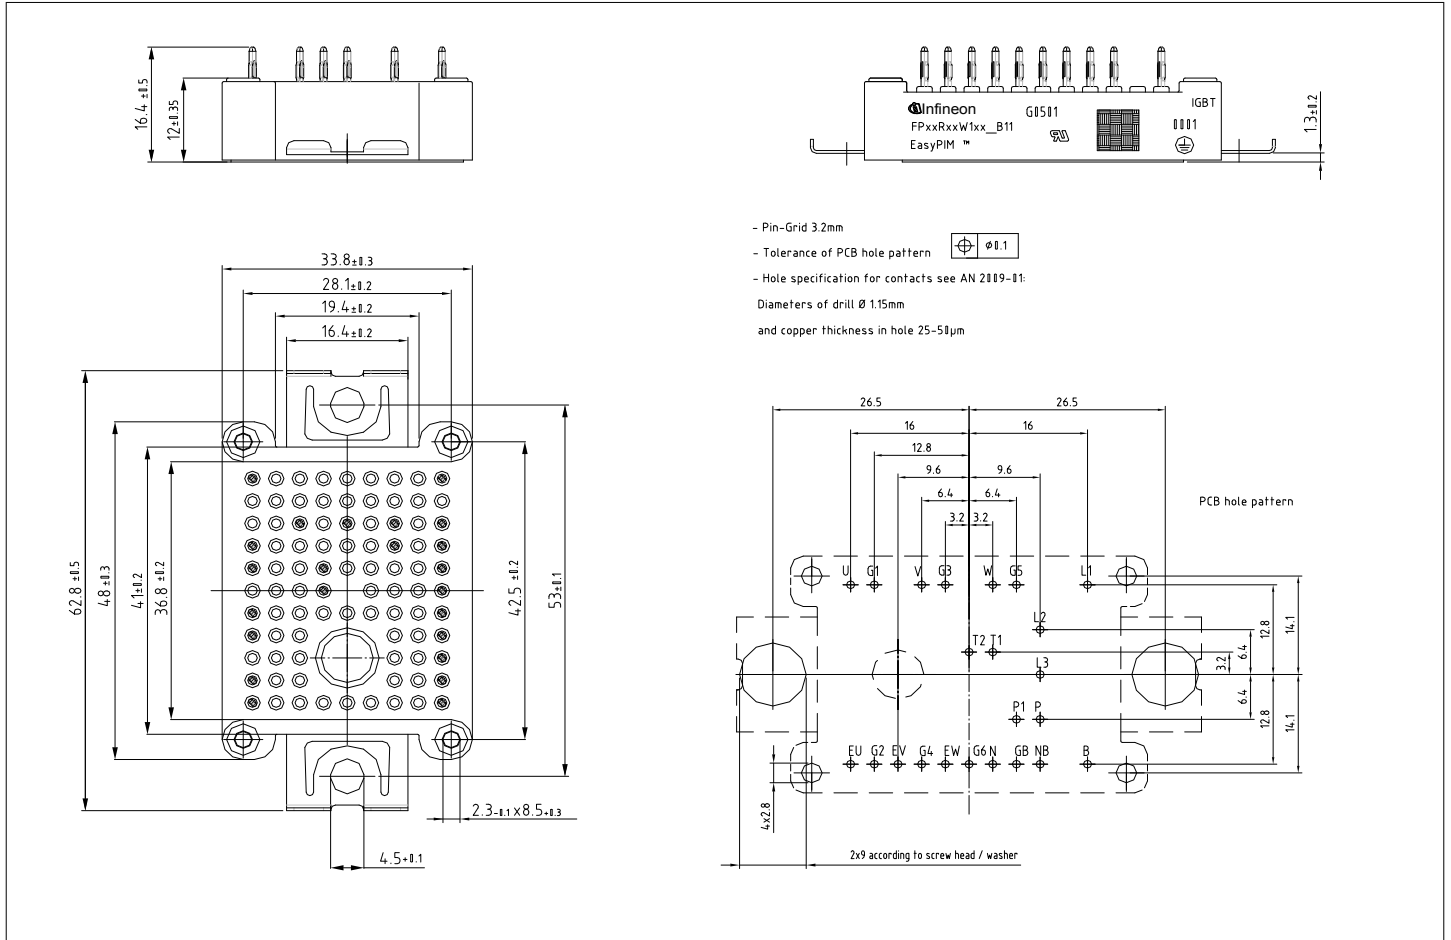 16.4 ±0.5
12±0.35
Infineon
G0501
IGBT
FPxxRxxW1xx__B11
0001
EasyPIM ™
1.3±0.2
- Pin-Grid 3.2mm
- Tolerance of PCB hole pattern
⌀0.1
- Hole specification for contacts see AN 2009-01:
Diameters of drill Ø 1.15mm
and copper thickness in hole 25-50µm
33.8±0.3
28.1±0.2
19.4±0.2
16.4±0.2
62.8 ±0.5
48±0.3
41±0.2
36.8 ±0.2
42.5 ±0.2
53±0.1
2.3-0.1 x8.5+0.3
4.5+0.1
26.5 26.5
16 16
12.8
9.6 9.6
6.4 6.4
3.2 3.2
PCB hole pattern
U G1 V G3 W G5 L1
L2
T2 T1
L3
P1 P
EU G2 EV G4 EW G6 N GB NB B
3.2
6.4
12.8
14.1
6.4
12.8
14.1
4x2.8
2x9 according to screw head / washer